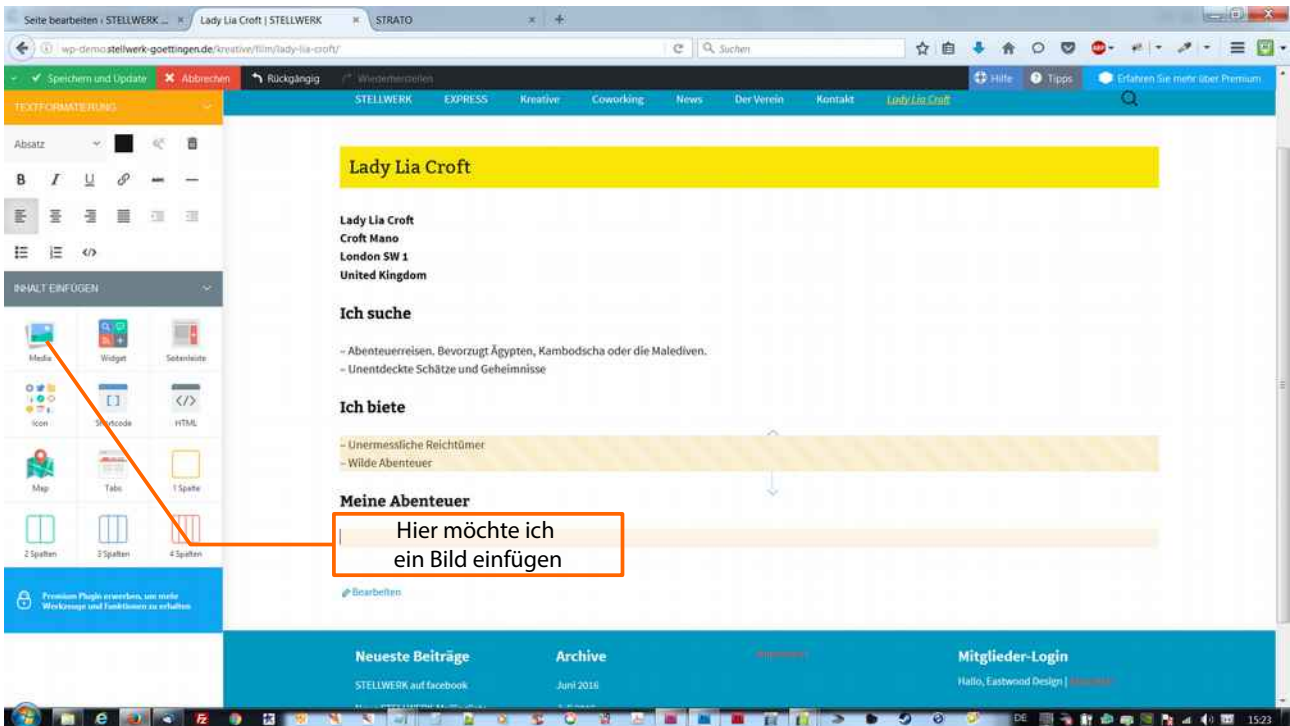 Seite bearbeiten ‹ STELLWERK ... ×
Lady Lia Croft | STELLWERK ×
STRATO × +
wp-demo.stellwerk-goettingen.de/kreative/film/lady-lia-croft/
Suchen
Speichern und Update
Abbrechen
Rückgängig
Wiederherstellen
Hilfe
Tipps
Erfahren Sie mehr über Premium
TEXTFORMATIERUNG
STELLWERK EXPRESS Kreative Coworking News Der Verein Kontakt Lady Lia Croft
Absatz
B I U
INHALT EINFÜGEN
Media Widget Seitenleiste
Icon Shortcode HTML
Map Tabs 1 Spalte
2 Spalten 3 Spalten 4 Spalten
Premium Plugin erwerben, um mehr
Werkzeuge und Funktionen zu erhalten
Lady Lia Croft
Lady Lia Croft
Croft Mano
London SW 1
United Kingdom
Ich suche
– Abenteuerreisen. Bevorzugt Ägypten, Kambodscha oder die Malediven.
– Unentdeckte Schätze und Geheimnisse
Ich biete
– Unermessliche Reichtümer
– Wilde Abenteuer
Meine Abenteuer
Hier möchte ich
ein Bild einfügen
Bearbeiten
Neueste Beiträge
STELLWERK auf facebook
Archive
Juni 2016
Mitglieder-Login
Hallo, Eastwood Design |
DE
15:23